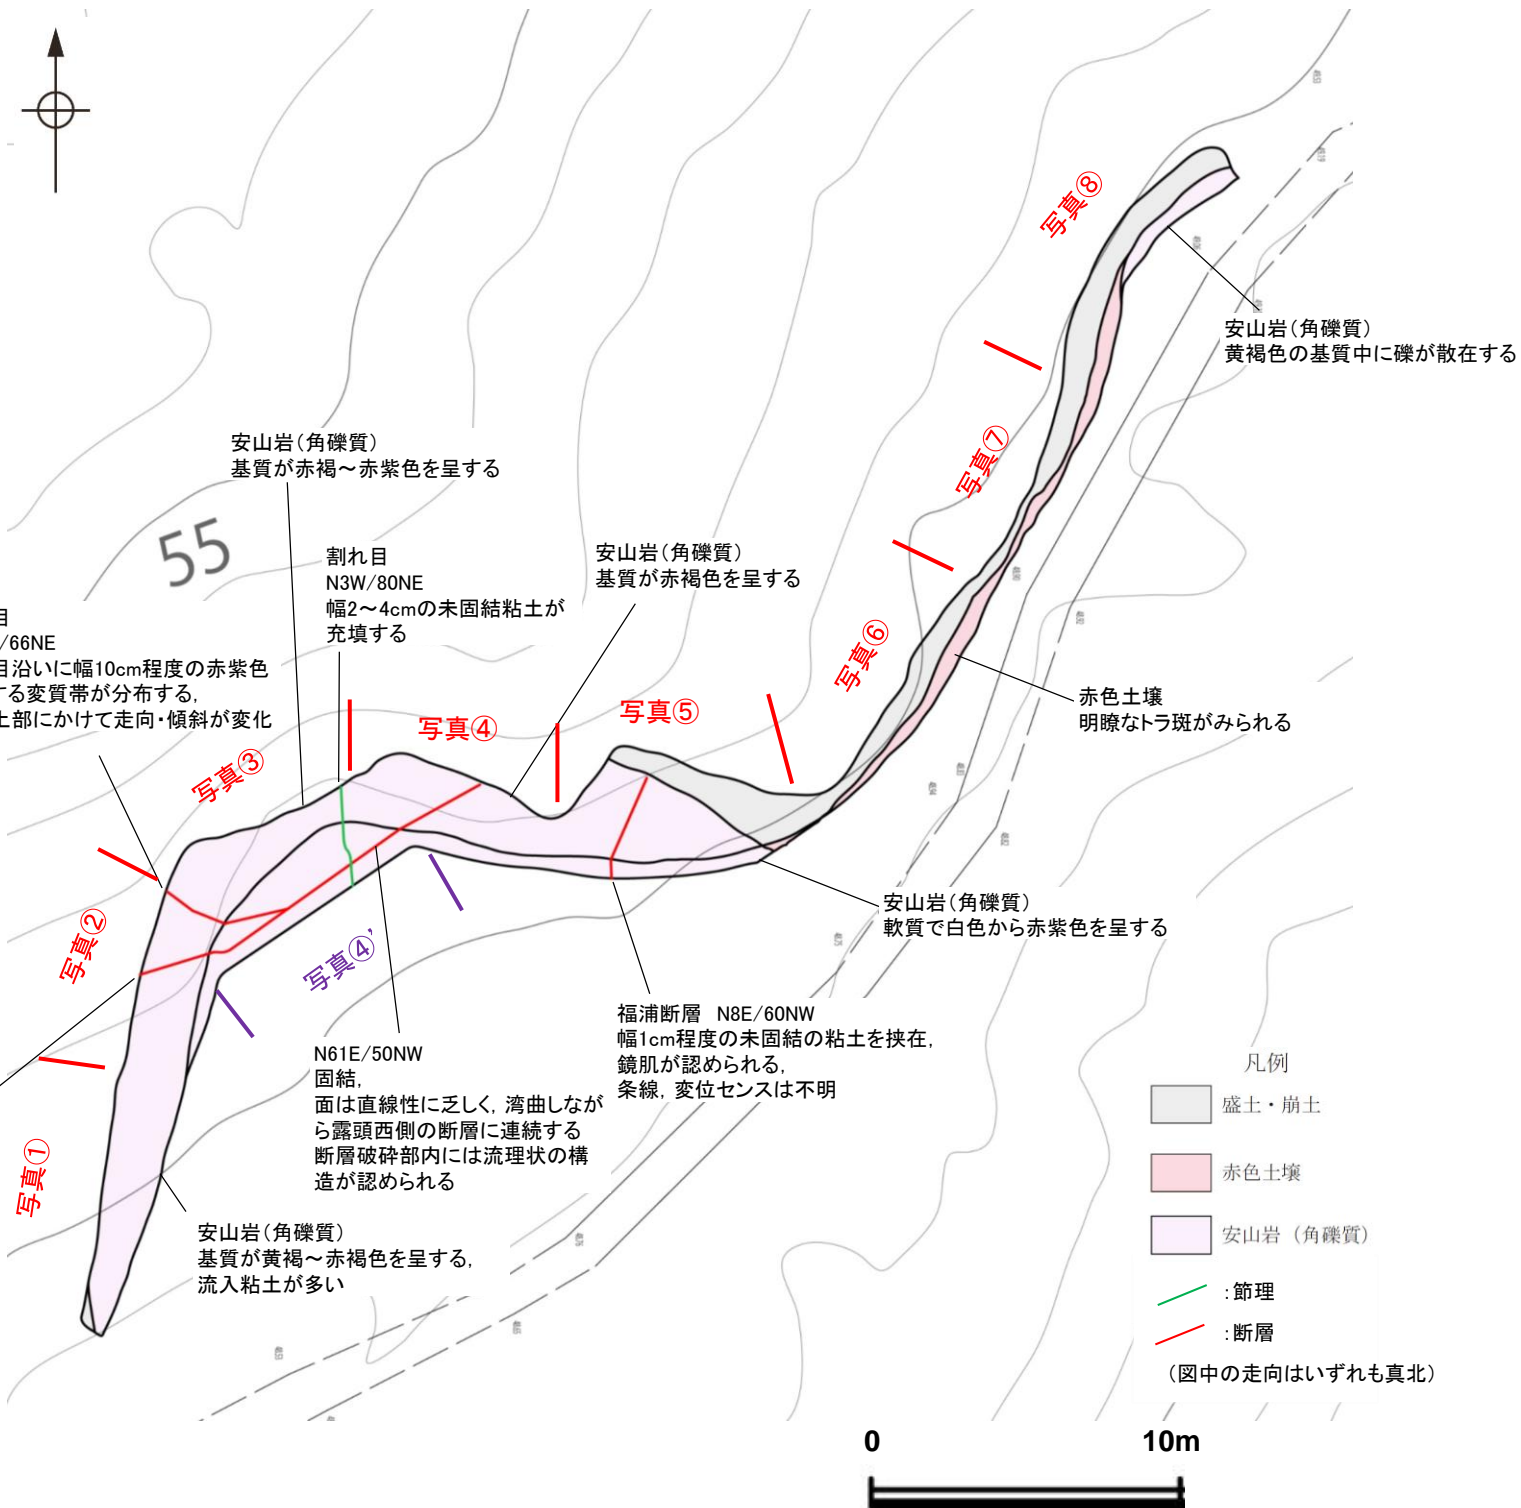 写真⑧
安山岩（角礫質）
黄褐色の基質中に礫が散在する
写真⑦
安山岩（角礫質）
基質が赤褐～赤紫色を呈する
55
割れ目
N3W/80NE
幅2～4cmの未固結粘土が
充填する
安山岩（角礫質）
基質が赤褐色を呈する
目
/66NE
目沿いに幅10cm程度の赤紫色
する変質帯が分布する，
上部にかけて走向・傾斜が変化
写真⑥
赤色土壌
明瞭なトラ斑がみられる
写真⑤
写真④
写真③
写真②
写真④’
安山岩（角礫質）
軟質で白色から赤紫色を呈する
福浦断層 N8E/60NW
幅1cm程度の未固結の粘土を挟在，
鏡肌が認められる，
条線，変位センスは不明
N61E/50NW
固結，
面は直線性に乏しく，湾曲しなが
ら露頭西側の断層に連続する
断層破砕部内には流理状の構
造が認められる
写真①
安山岩（角礫質）
基質が黄褐～赤褐色を呈する，
流入粘土が多い
凡例
盛土・崩土
赤色土壌
安山岩（角礫質）
：節理
：断層
（図中の走向はいずれも真北）
0 10m